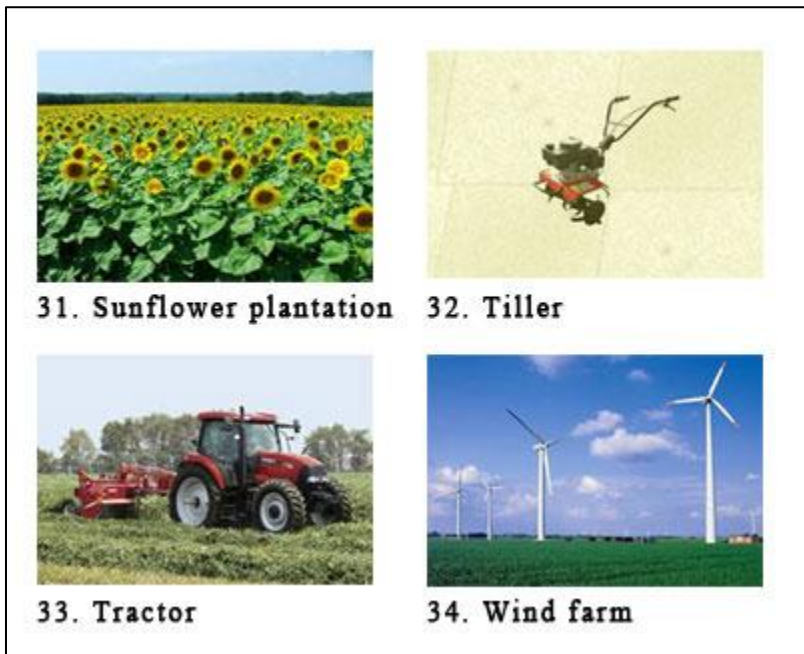 31. Sunflower plantation
32. Tiller
33. Tractor
34. Wind farm